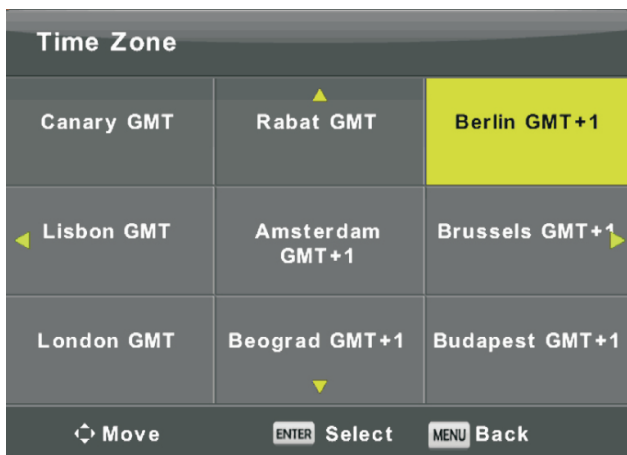 Time Zone
Canary GMT
Rabat GMT
Berlin GMT+1
Lisbon GMT
Amsterdam
GMT+1
Brussels GMT+1
London GMT
Beograd GMT+1
Budapest GMT+1
Move
ENTER Select
MENU Back